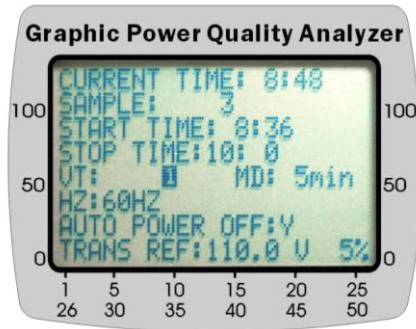 Graphic Power Quality Analyzer
CURRENT TIME: 8:48
SAMPLE: 3
100 100
START TIME: 8:36
STOP TIME:10: 0
VT: 1 MD: 5min
50 50
HZ:60HZ
AUTO POWER OFF:Y
TRANS REF:110.0 V 5%
0 0
1 5 10 15 20 25
26 30 35 40 45 50